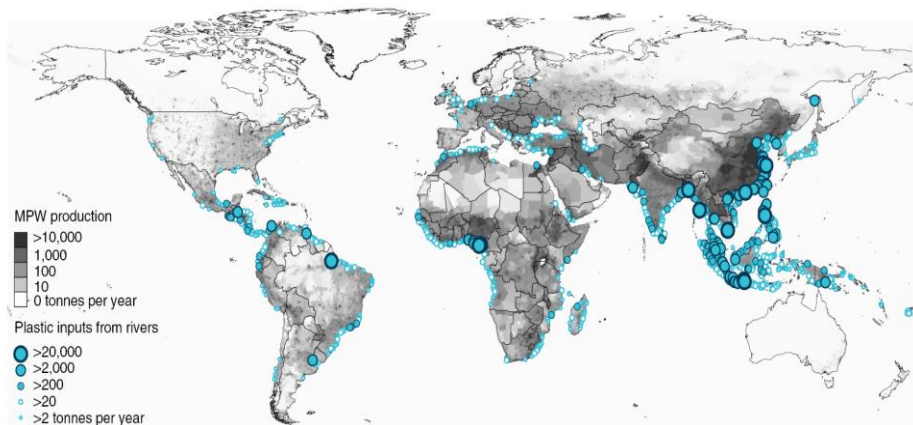 MPW production
>10,000
1,000
100
10
0 tonnes per year
Plastic inputs from rivers
>20,000
>2,000
>200
>20
>2 tonnes per year